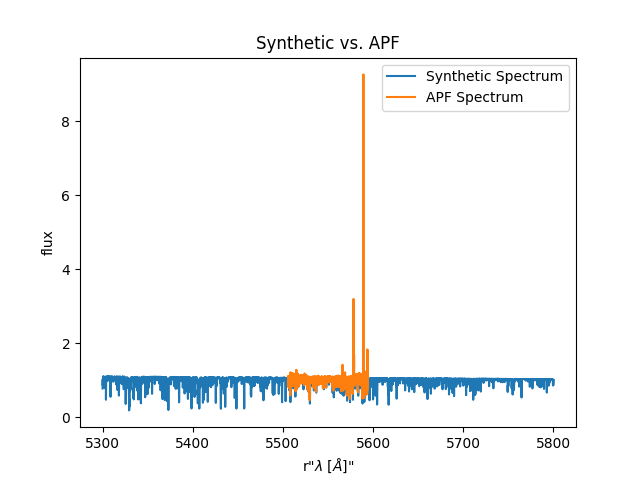 Synthetic vs. APF
Synthetic Spectrum
APF Spectrum
flux
8
6
4
2
0
5300 5400 5500 5600 5700 5800
r"λ [Å]"